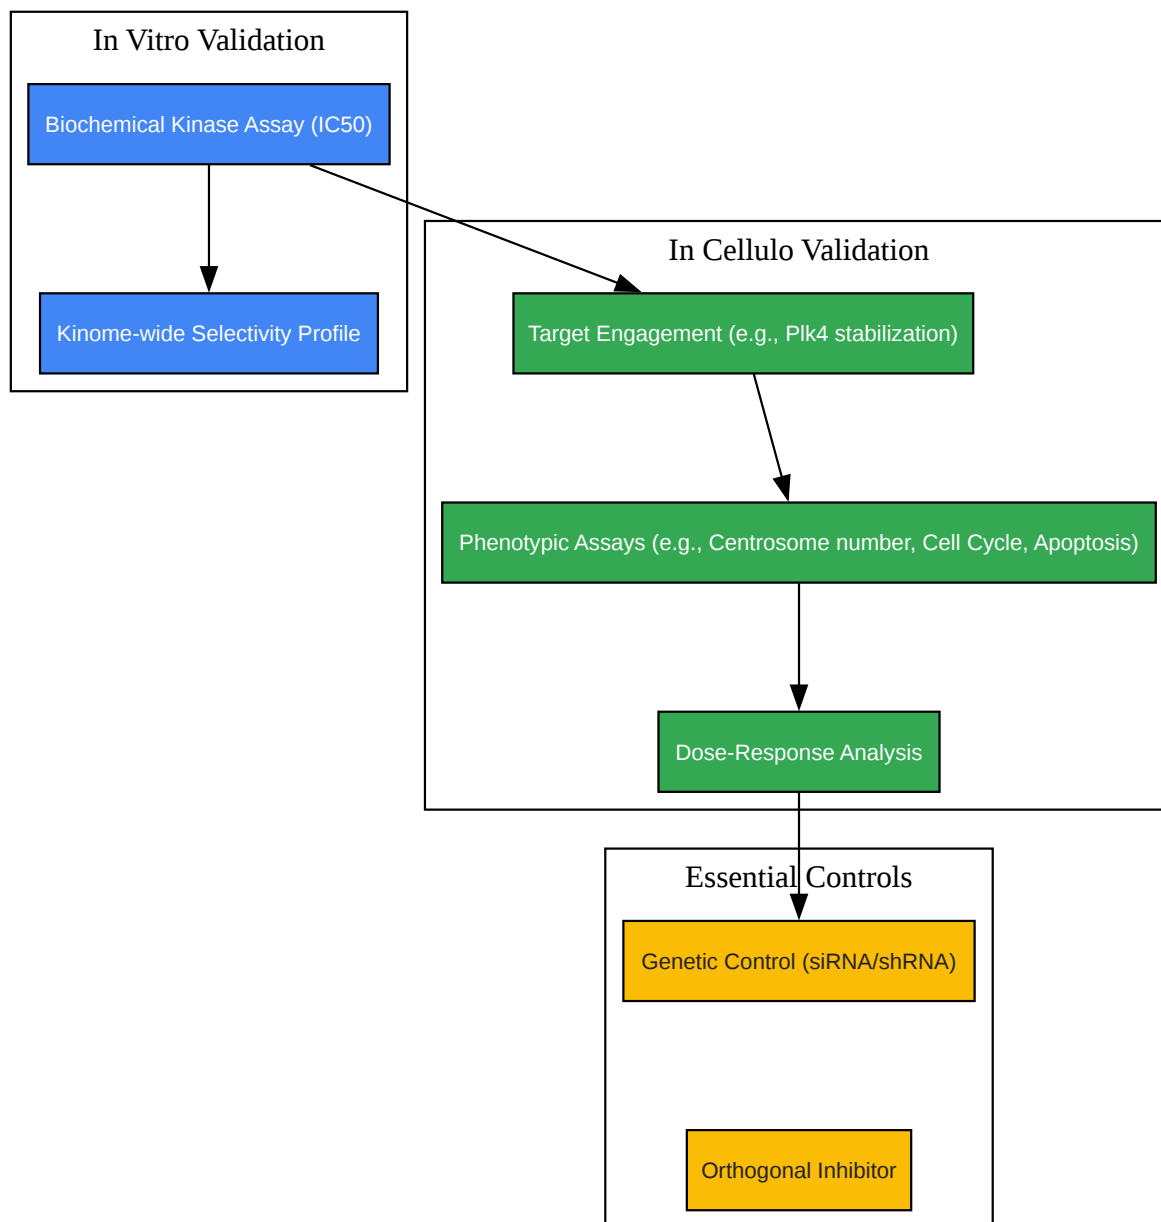 In Vitro Validation
Biochemical Kinase Assay (IC50)
Kinome-wide Selectivity Profile
In Cellulo Validation
Target Engagement (e.g., Plk4 stabilization)
Phenotypic Assays (e.g., Centrosome number, Cell Cycle, Apoptosis)
Dose-Response Analysis
Essential Controls
Genetic Control (siRNA/shRNA)
Orthogonal Inhibitor